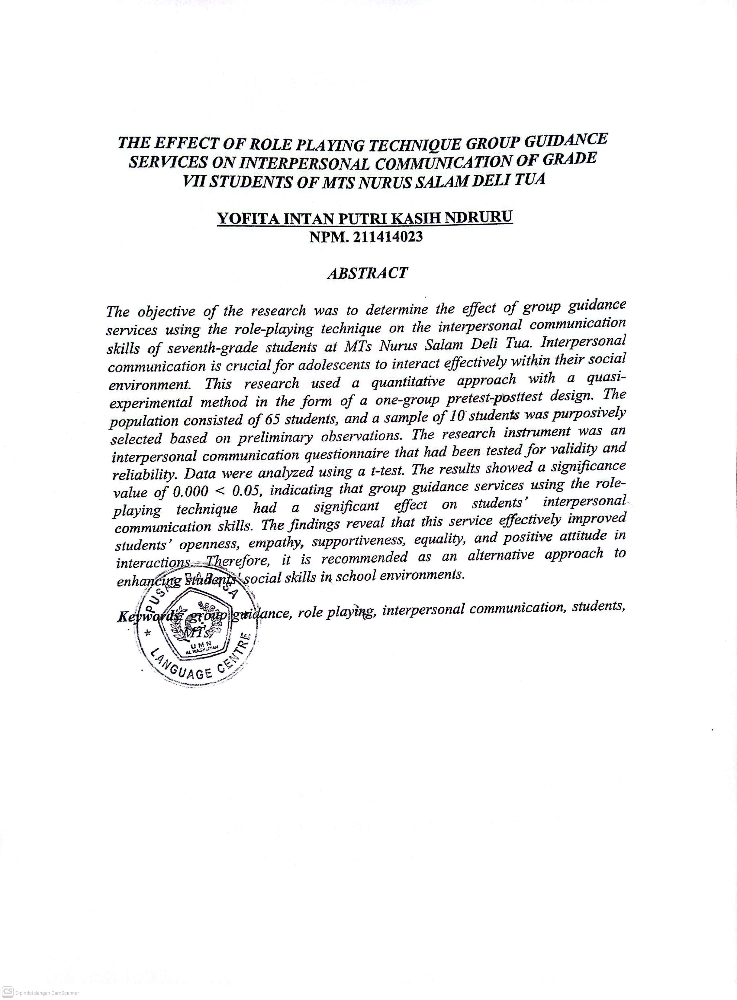 THE EFFECT OF ROLE PLAYING TECHNIQUE GROUP GUIDANCE
SERVICES ON INTERPERSONAL COMMUNICATION OF GRADE
VII STUDENTS OF MTS NURUS SALAM DELI TUA
YOFITA INTAN PUTRI KASIH NDRURU
NPM. 211414023
ABSTRACT
The objective of the research was to determine the effect of group guidance
services using the role-playing technique on the interpersonal communication
skills of seventh-grade students at MTs Nurus Salam Deli Tua. Interpersonal
communication is crucial for adolescents to interact effectively within their social
environment. This research used a quantitative approach with a quasi-
experimental method in the form of a one-group pretest-posttest design. The
population consisted of 65 students, and a sample of 10 students was purposively
selected based on preliminary observations. The research instrument was an
interpersonal communication questionnaire that had been tested for validity and
reliability. Data were analyzed using a t-test. The results showed a significance
value of 0.000 < 0.05, indicating that group guidance services using the role-
playing technique had a significant effect on students’ interpersonal
communication skills. The findings reveal that this service effectively improved
students’ openness, empathy, supportiveness, equality, and positive attitude in
interactions. Therefore, it is recommended as an alternative approach to
enhancing students’ social skills in school environments.
Keywords: group guidance, role playing, interpersonal communication, students,
MTs
PUSAT BAHASA
UMN
AL WASHLIYAH
LANGUAGE CENTRE
CS Dipindai dengan CamScanner